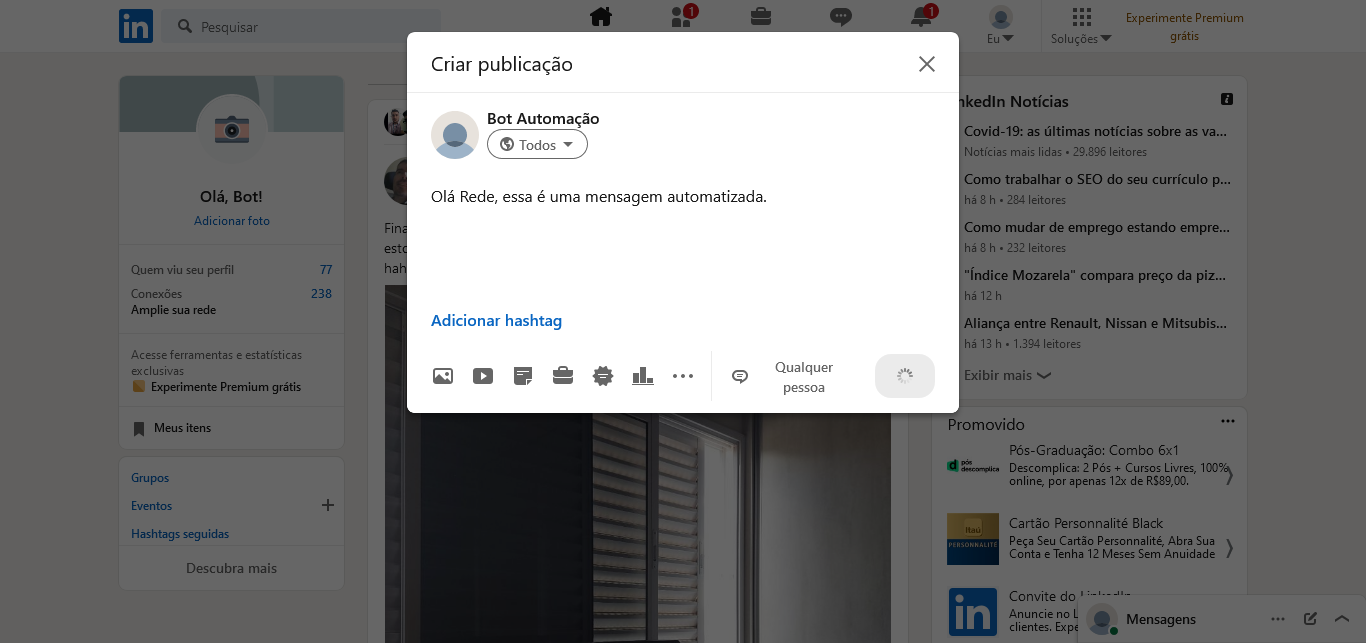 in
Pesquisar
1
1
Eu
Soluções
Experimente Premium
grátis
Criar publicação
Bot Automação
Todos
Olá Rede, essa é uma mensagem automatizada.
Adicionar hashtag
Qualquer
pessoa
Olá, Bot!
Adicionar foto
Quem viu seu perfil 77
Conexões 238
Amplie sua rede
Acesse ferramentas e estatísticas
exclusivas
Experimente Premium grátis
Meus itens
Grupos
Eventos
Hashtags seguidas
Descubra mais
Fina
esto
hah
nkedIn Notícias
Covid-19: as últimas notícias sobre as va...
Notícias mais lidas • 29.896 leitores
Como trabalhar o SEO do seu currículo p...
há 8 h • 284 leitores
Como mudar de emprego estando empre...
há 8 h • 232 leitores
"Índice Mozarela" compara preço da piz...
há 12 h
Aliança entre Renault, Nissan e Mitsubis...
há 13 h • 1.394 leitores
Exibir mais
Promovido
pós
descomplica
Pós-Graduação: Combo 6x1
Descomplica: 2 Pós + Cursos Livres, 100%
online, por apenas 12x de R$89,00.
Itaú
PERSONNALITÉ
Cartão Personnalité Black
Peça Seu Cartão Personnalité, Abra Sua
Conta e Tenha 12 Meses Sem Anuidade
in
Convite do LinkedIn
Anuncie no L
clientes. Expe
Mensagens